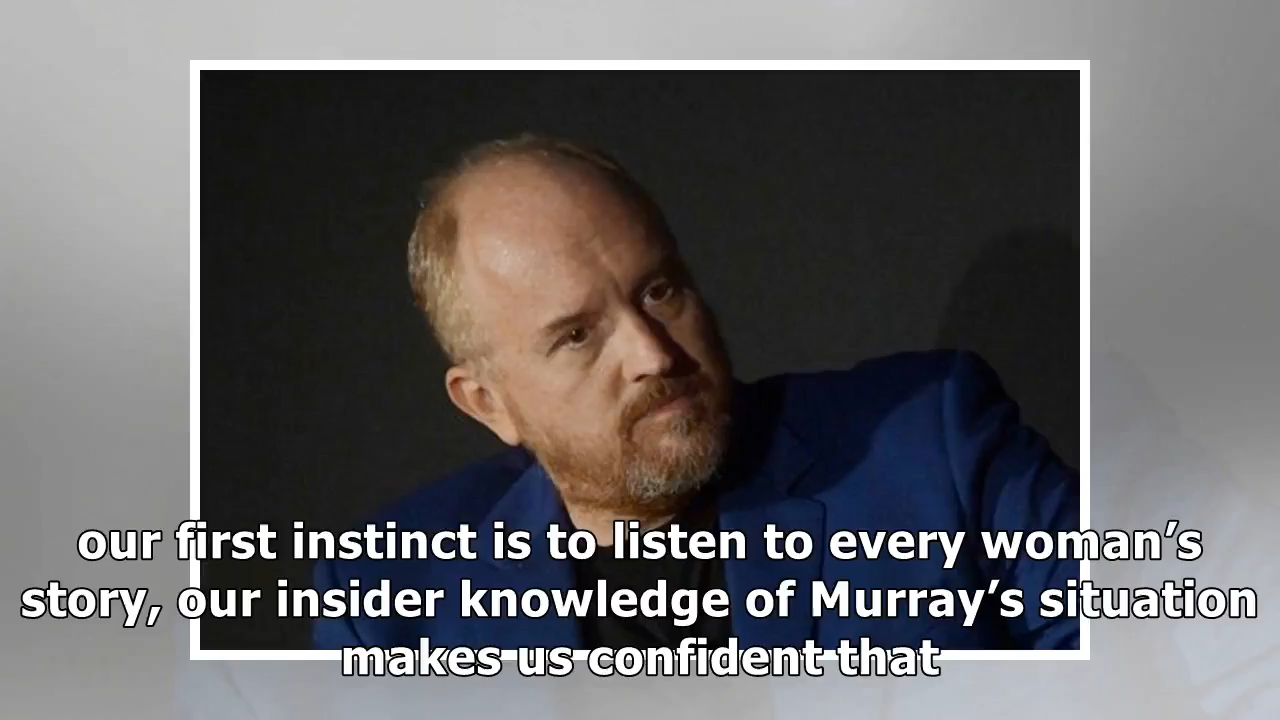 our first instinct is to listen to every woman’s
story, our insider knowledge of Murray’s situation
makes us confident that